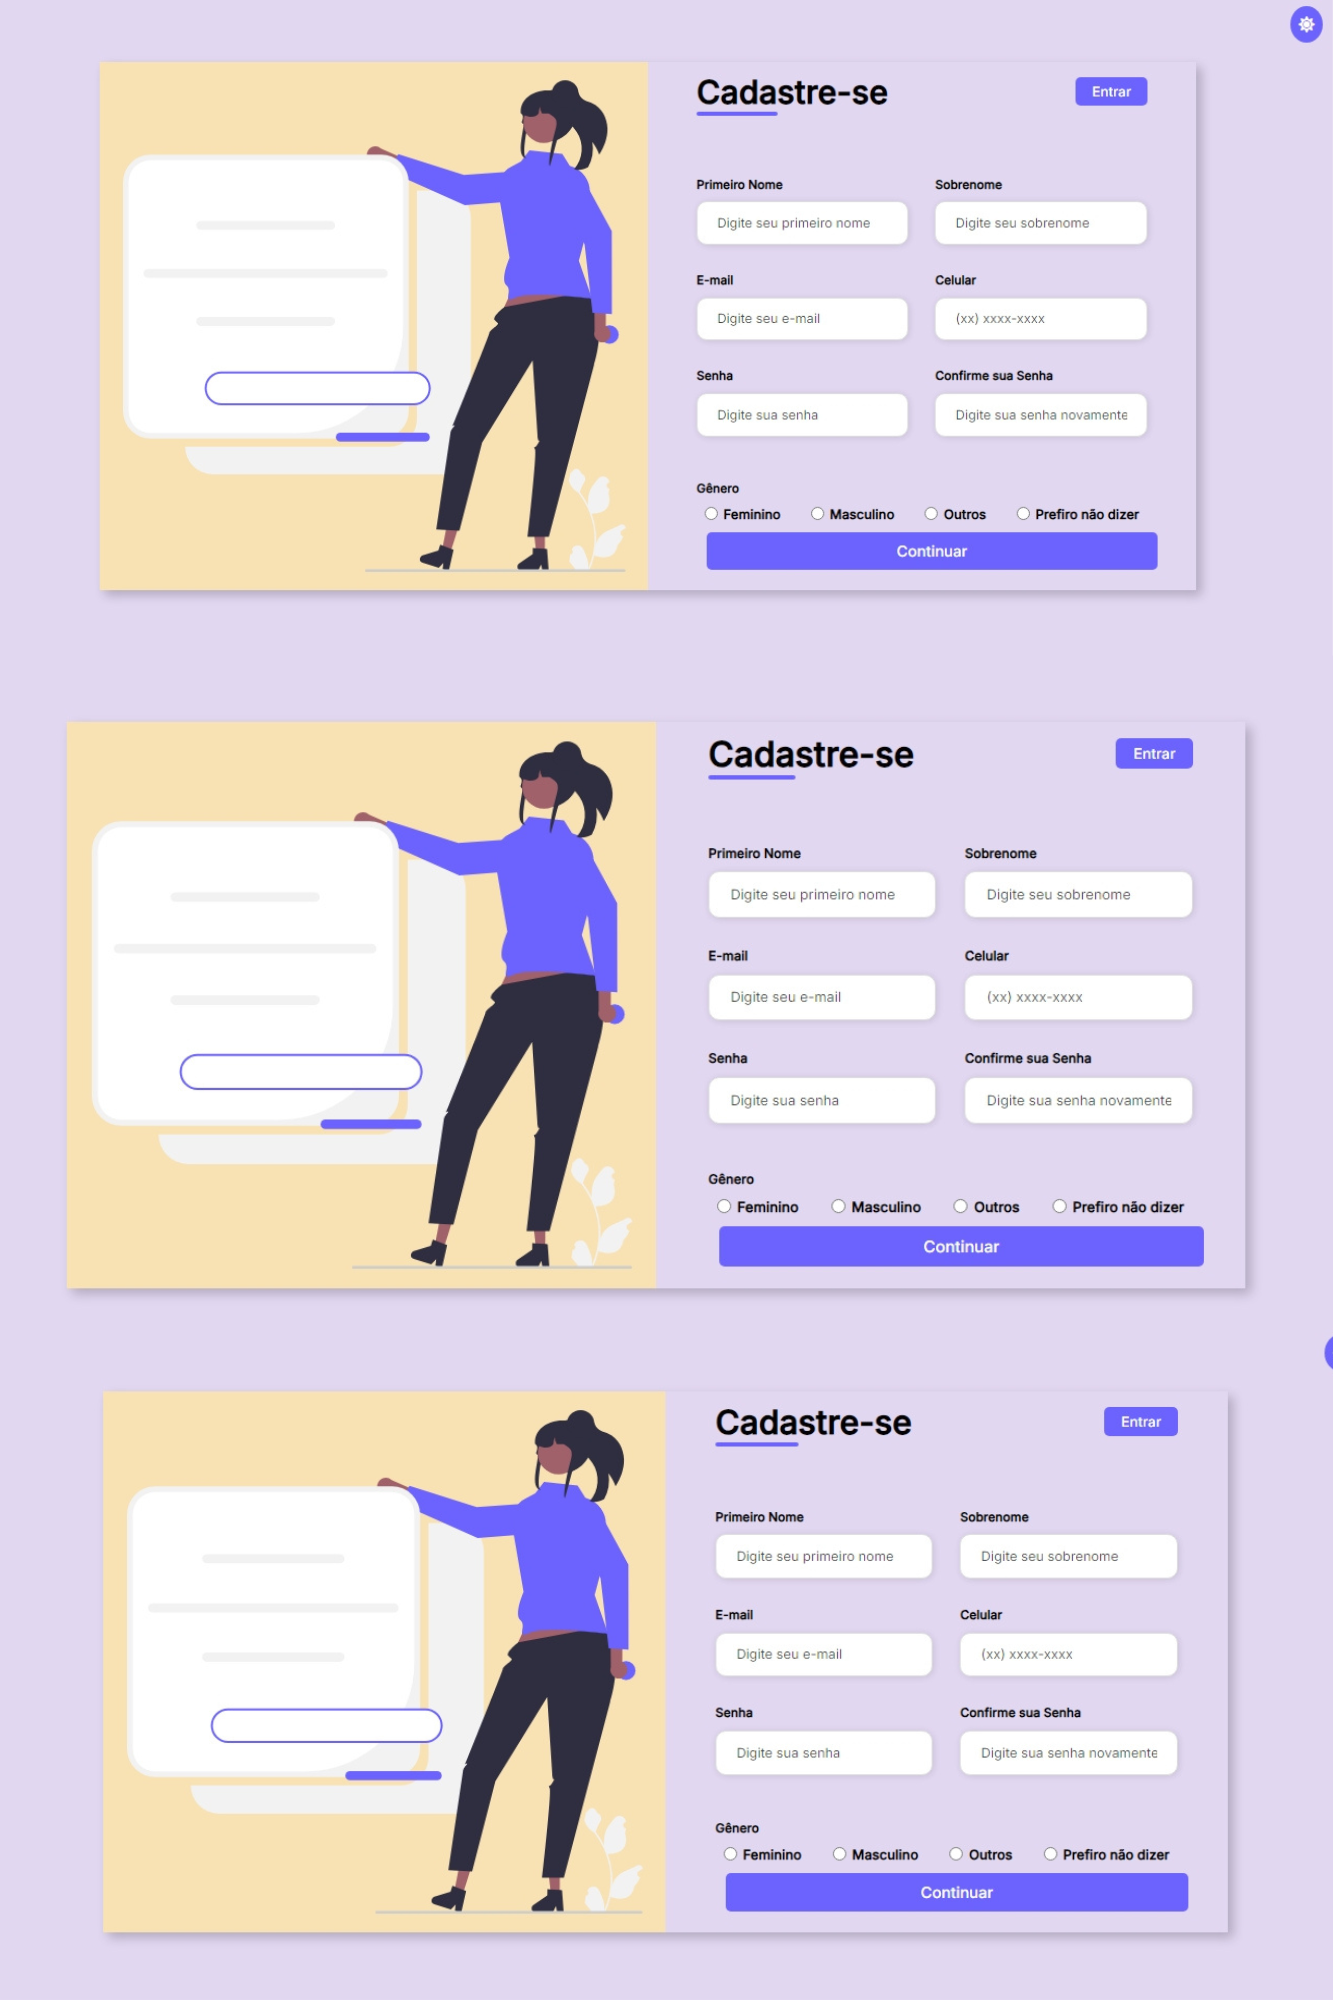 Cadastre-se
Entrar
Primeiro Nome
Sobrenome
Digite seu primeiro nome
Digite seu sobrenome
E-mail
Celular
Digite seu e-mail
(xx) xxxx-xxxx
Senha
Confirme sua Senha
Digite sua senha
Digite sua senha novamente
Gênero
Feminino Masculino Outros Prefiro não dizer
Continuar
Cadastre-se
Entrar
Primeiro Nome
Sobrenome
Digite seu primeiro nome
Digite seu sobrenome
E-mail
Celular
Digite seu e-mail
(xx) xxxx-xxxx
Senha
Confirme sua Senha
Digite sua senha
Digite sua senha novamente
Gênero
Feminino Masculino Outros Prefiro não dizer
Continuar
Cadastre-se
Entrar
Primeiro Nome
Sobrenome
Digite seu primeiro nome
Digite seu sobrenome
E-mail
Celular
Digite seu e-mail
(xx) xxxx-xxxx
Senha
Confirme sua Senha
Digite sua senha
Digite sua senha novamente
Gênero
Feminino Masculino Outros Prefiro não dizer
Continuar